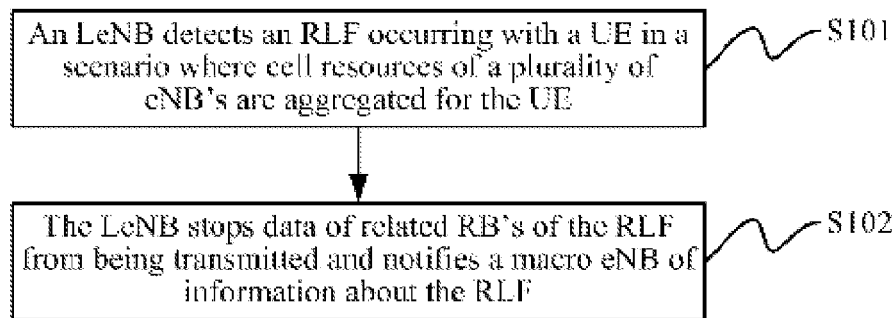 An LeNB detects an RLF occurring with a UE in a
scenario where cell resources of a plurality of
eNB's are aggregated for the UE
S101
The LeNB stops data of related RB's of the RLF
from being transmitted and notifies a macro eNB of
information about the RLF
S102